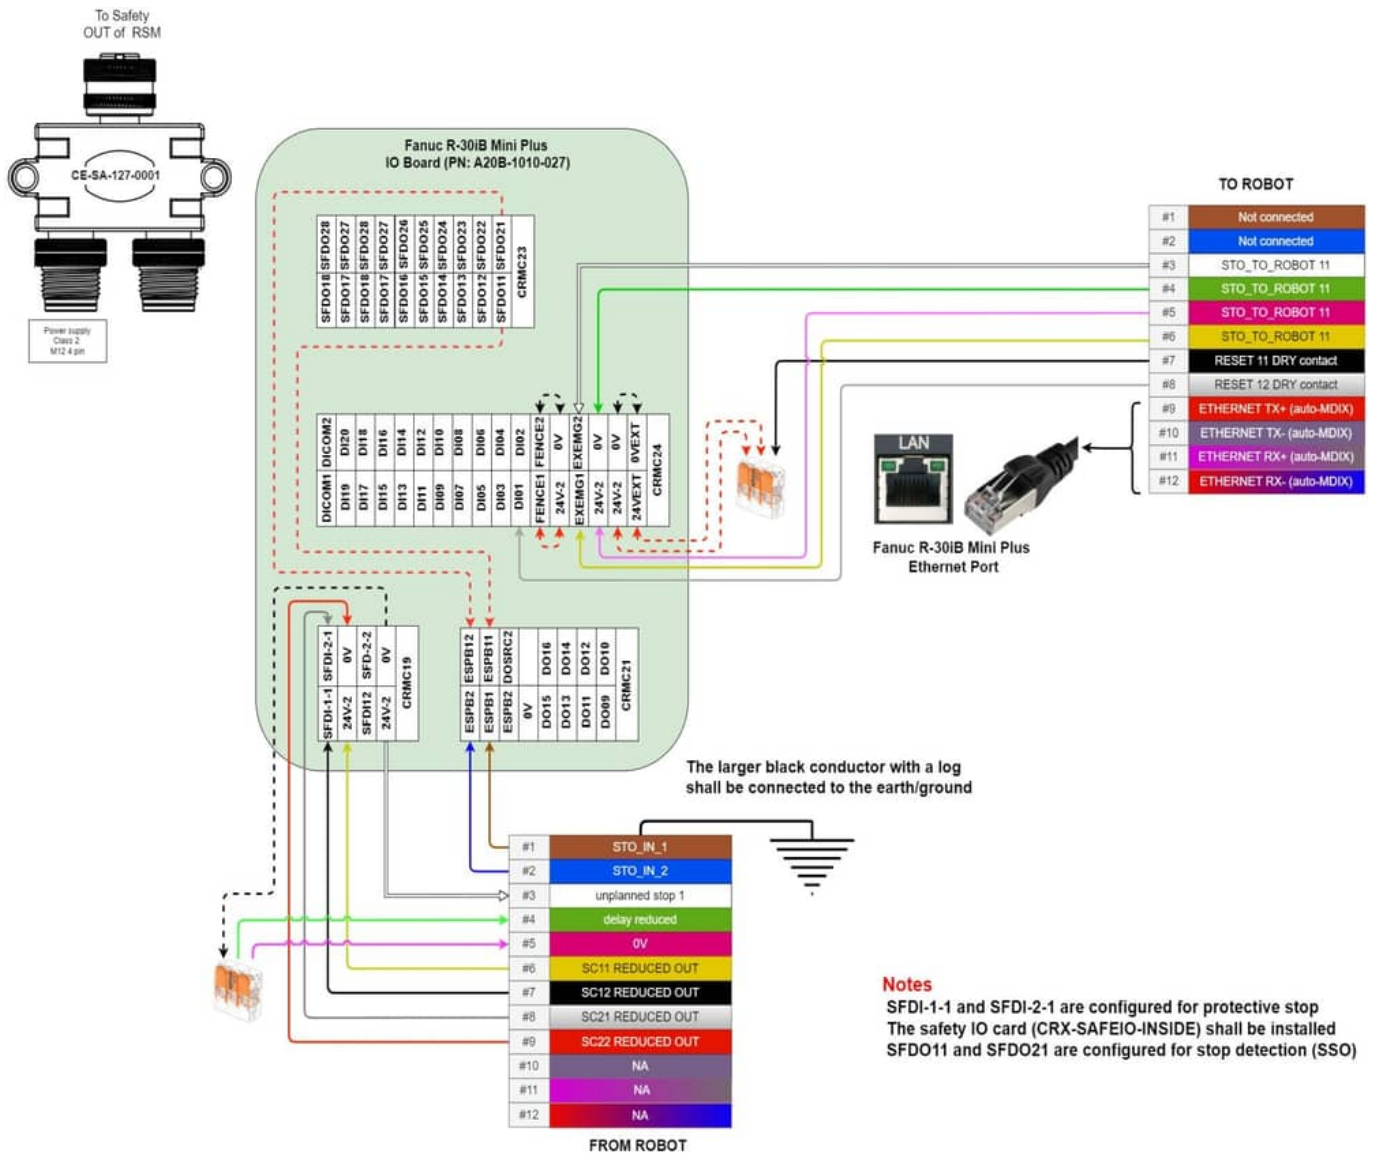 To Safety
OUT of RSM
CE-SA-127-0001
Power supply
Class 2
M12 4 pin
Fanuc R-30iB Mini Plus
IO Board (PN: A20B-1010-027)
SFDO28 SFDO27 SFDO28 SFDO27 SFDO26 SFDO25 SFDO24 SFDO23 SFDO22 SFDO21
SFDO18 SFDO17 SFDO18 SFDO17 SFDO16 SFDO15 SFDO14 SFDO13 SFDO12 SFDO11
CRMC23
DICOM2 DI20 DI18 DI16 DI14 DI12 DI10 DI08 DI06 DI04 DI02 FENCE2 0V EXEMG2 0V 0V 0VEXT
DICOM1 DI19 DI17 DI15 DI13 DI11 DI09 DI07 DI05 DI03 DI01 FENCE1 24V-2 EXEMG1 24V-2 24V-2 24VEXT
CRMC24
SFDI-2-1 0V SFD-2-2 0V
SFDI-1-1 24V-2 SFDI12 24V-2
CRMC19
ESPB12 ESPB11 DOSRC2 DO16 DO14 DO12 DO10
ESPB2 ESPB1 ESPB2 0V DO15 DO13 DO11 DO09
CRMC21
TO ROBOT
#1 Not connected
#2 Not connected
#3 STO_TO_ROBOT 11
#4 STO_TO_ROBOT 11
#5 STO_TO_ROBOT 11
#6 STO_TO_ROBOT 11
#7 RESET 11 DRY contact
#8 RESET 12 DRY contact
#9 ETHERNET TX+ (auto-MDIX)
#10 ETHERNET TX- (auto-MDIX)
#11 ETHERNET RX+ (auto-MDIX)
#12 ETHERNET RX- (auto-MDIX)
LAN
Fanuc R-30iB Mini Plus
Ethernet Port
The larger black conductor with a log
shall be connected to the earth/ground
#1 STO_IN_1
#2 STO_IN_2
#3 unplanned stop 1
#4 delay reduced
#5 0V
#6 SC11 REDUCED OUT
#7 SC12 REDUCED OUT
#8 SC21 REDUCED OUT
#9 SC22 REDUCED OUT
#10 NA
#11 NA
#12 NA
FROM ROBOT
Notes
SFDI-1-1 and SFDI-2-1 are configured for protective stop
The safety IO card (CRX-SAFEIO-INSIDE) shall be installed
SFDO11 and SFDO21 are configured for stop detection (SSO)